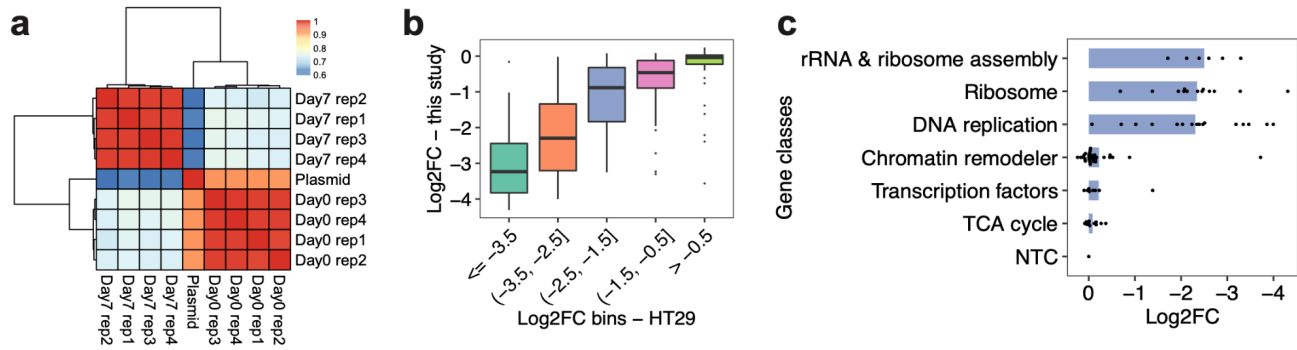 a
1
0.9
0.8
0.7
0.6
Day7 rep2
Day7 rep1
Day7 rep3
Day7 rep4
Plasmid
Day0 rep3
Day0 rep4
Day0 rep1
Day0 rep2
Day7 rep2
Day7 rep1
Day7 rep3
Day7 rep4
Plasmid
Day0 rep3
Day0 rep4
Day0 rep1
Day0 rep2
b
Log2FC – this study
0
−1
−2
−3
−4
<= −3.5
(−3.5, −2.5]
(−2.5, −1.5]
(−1.5, −0.5]
> −0.5
Log2FC bins – HT29
c
Gene classes
rRNA & ribosome assembly
Ribosome
DNA replication
Chromatin remodeler
Transcription factors
TCA cycle
NTC
0 −1 −2 −3 −4
Log2FC